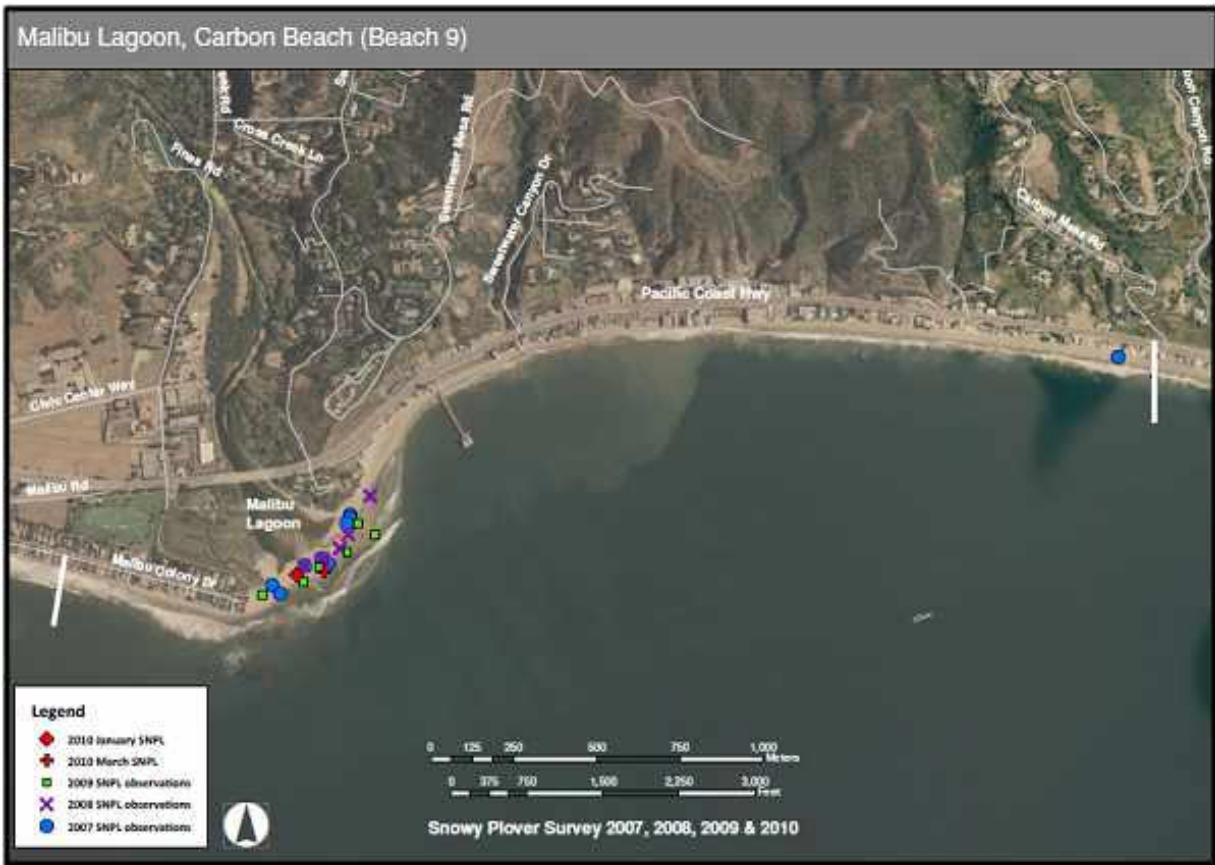 Malibu Lagoon, Carbon Beach (Beach 9)
Cross Creek Ln
Pines Rd
Sweetwater Mesa Rd
Sweetwater Canyon Dr
Carbon Mesa Rd
Pacific Coast Hwy
Civic Center Way
Malibu Rd
Malibu
Lagoon
Malibu Colony Dr
Legend
2010 January SNPL
2010 March SNPL
2009 SNPL observations
2008 SNPL observations
2007 SNPL observations
0 125 250 500 750 1,000
Meters
0 375 750 1,500 2,250 3,000
Feet
Snowy Plover Survey 2007, 2008, 2009 & 2010